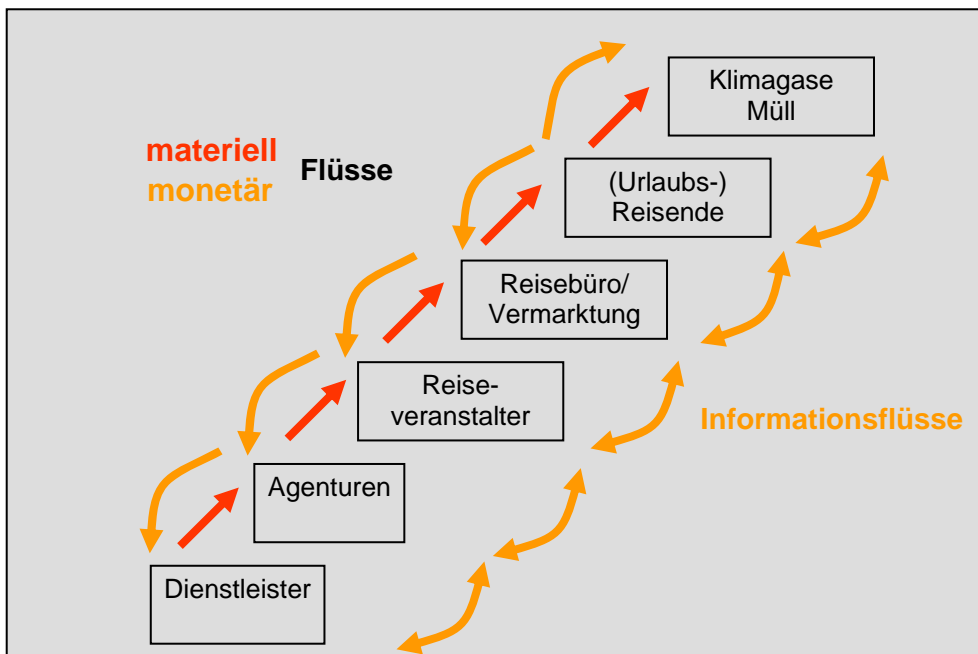 Klimagase
Müll
materiell
monetär
Flüsse
(Urlaubs-)
Reisende
Reisebüro/
Vermarktung
Reise-
veranstalter
Informationsflüsse
Agenturen
Dienstleister